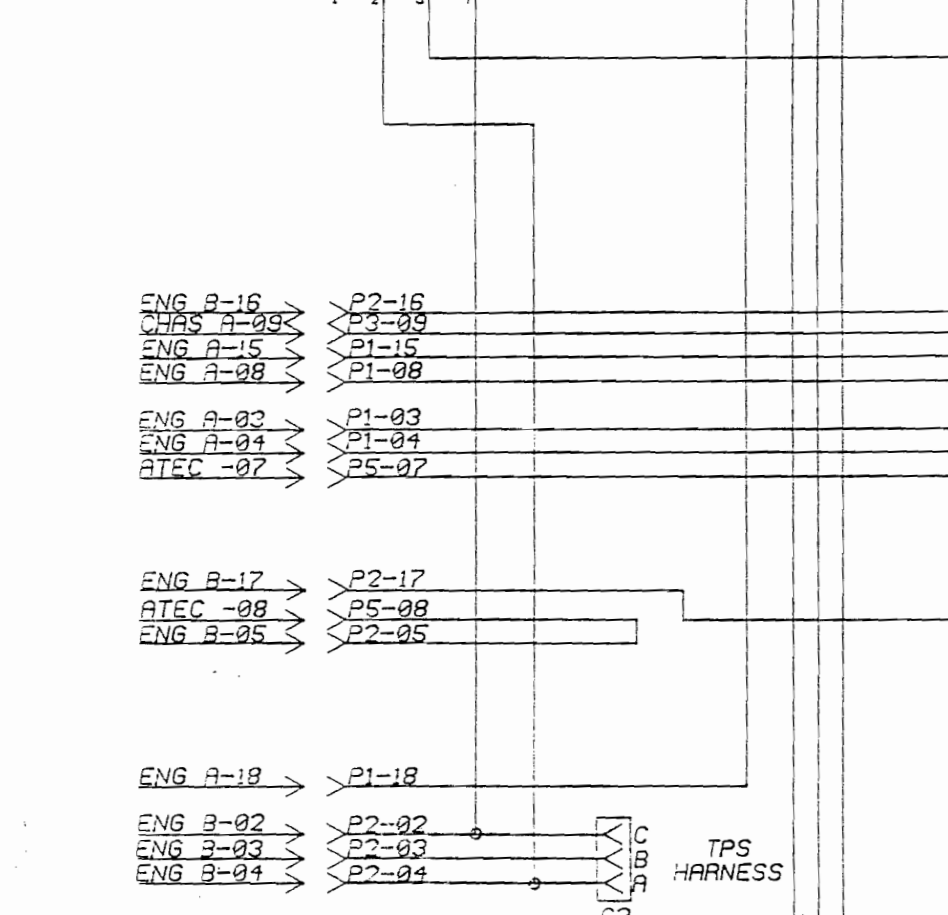 1 2 3
ENG B-16 P2-16
CHAS A-09 P3-09
ENG A-15 P1-15
ENG A-08 P1-08
ENG A-03 P1-03
ENG A-04 P1-04
ATEC -07 P5-07
ENG B-17 P2-17
ATEC -08 P5-08
ENG B-05 P2-05
ENG A-18 P1-18
ENG B-02 P2-02 C
ENG B-03 P2-03 B
ENG B-04 P2-04 A
TPS
HARNESS